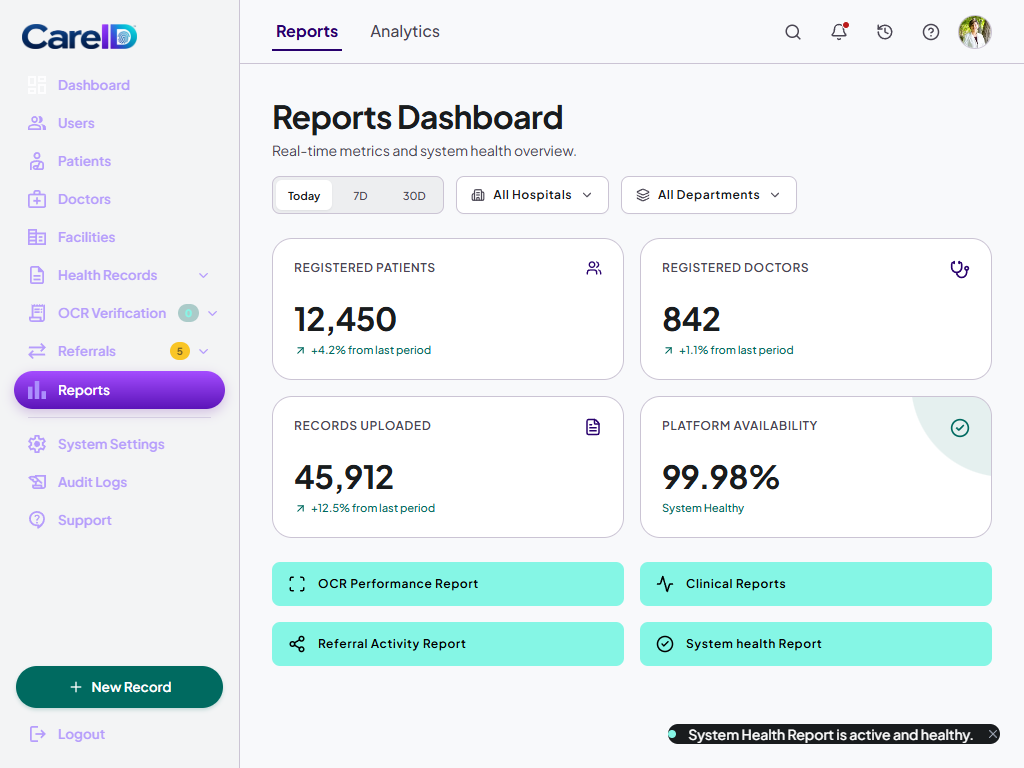 CareID
Dashboard
Users
Patients
Doctors
Facilities
Health Records
OCR Verification 0
Referrals 5
Reports
System Settings
Audit Logs
Support
+ New Record
Logout
Reports Analytics
Reports Dashboard
Real-time metrics and system health overview.
Today 7D 30D All Hospitals All Departments
REGISTERED PATIENTS
12,450
+4.2% from last period
REGISTERED DOCTORS
842
+1.1% from last period
RECORDS UPLOADED
45,912
+12.5% from last period
PLATFORM AVAILABILITY
99.98%
System Healthy
OCR Performance Report
Clinical Reports
Referral Activity Report
System health Report
System Health Report is active and healthy.